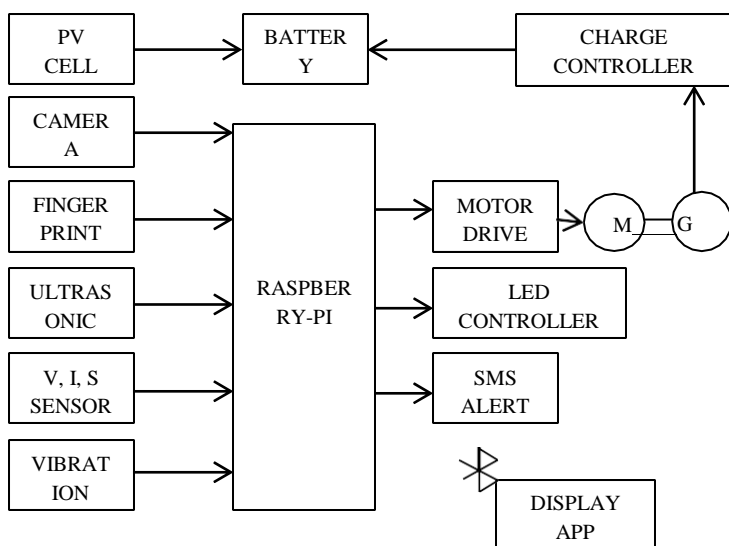 PV
CELL
BATTER
Y
CHARGE
CONTROLLER
CAMER
A
FINGER
PRINT
ULTRAS
ONIC
V, I, S
SENSOR
VIBRAT
ION
RASPBER
RY-PI
MOTOR
DRIVE
M G
LED
CONTROLLER
SMS
ALERT
DISPLAY
APP